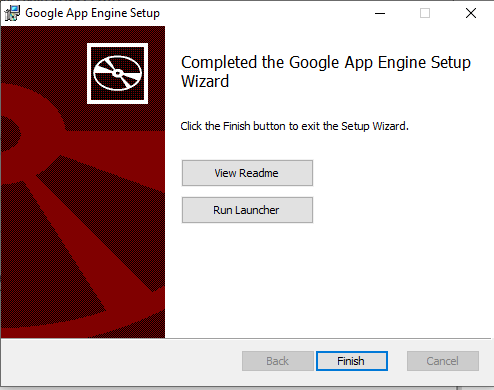 Google App Engine Setup
Completed the Google App Engine Setup
Wizard
Click the Finish button to exit the Setup Wizard.
View Readme
Run Launcher
Back
Finish
Cancel